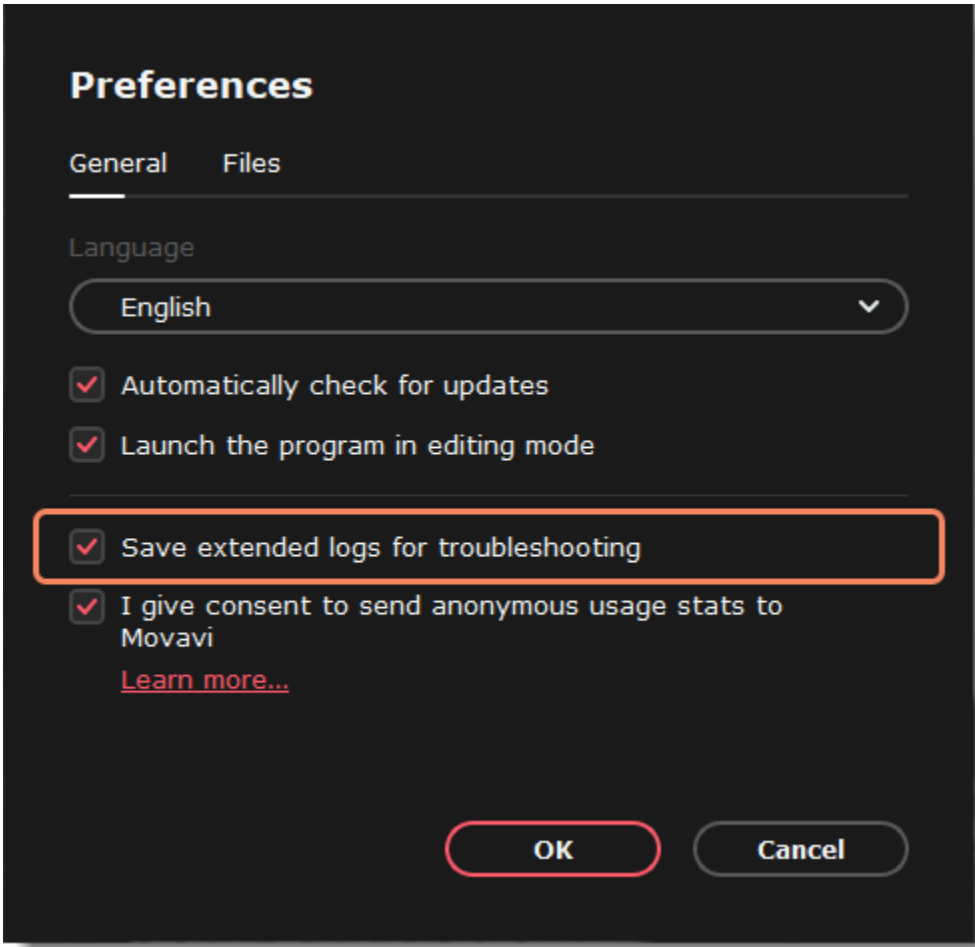 Preferences
General Files
Language
English
Automatically check for updates
Launch the program in editing mode
Save extended logs for troubleshooting
I give consent to send anonymous usage stats to
Movavi
Learn more...
OK Cancel